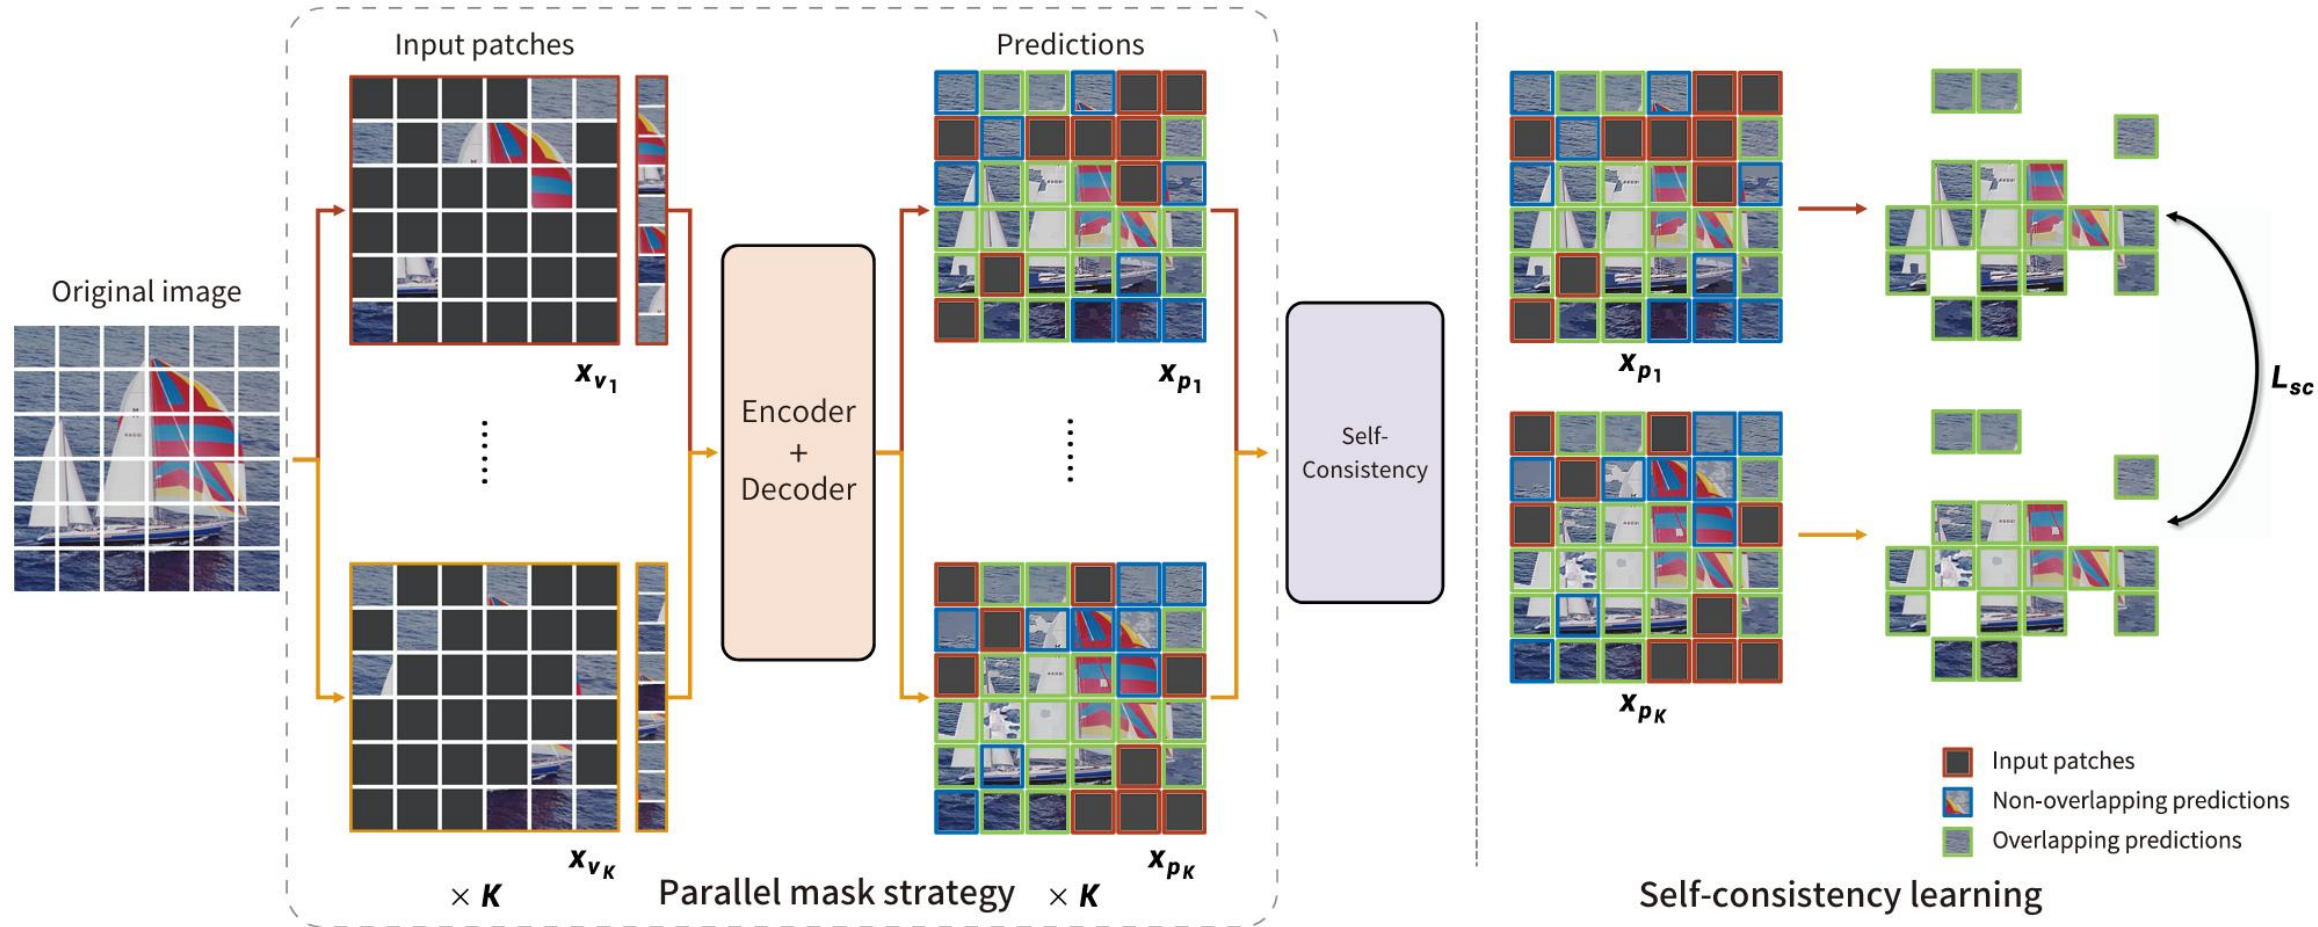 Input patches
Predictions
Original image
x_{v_1}
x_{p_1}
Encoder
+
Decoder
Self-
Consistency
x_{v_K}
x_{p_K}
× K
Parallel mask strategy
× K
x_{p_1}
L_{sc}
x_{p_K}
Input patches
Non-overlapping predictions
Overlapping predictions
Self-consistency learning